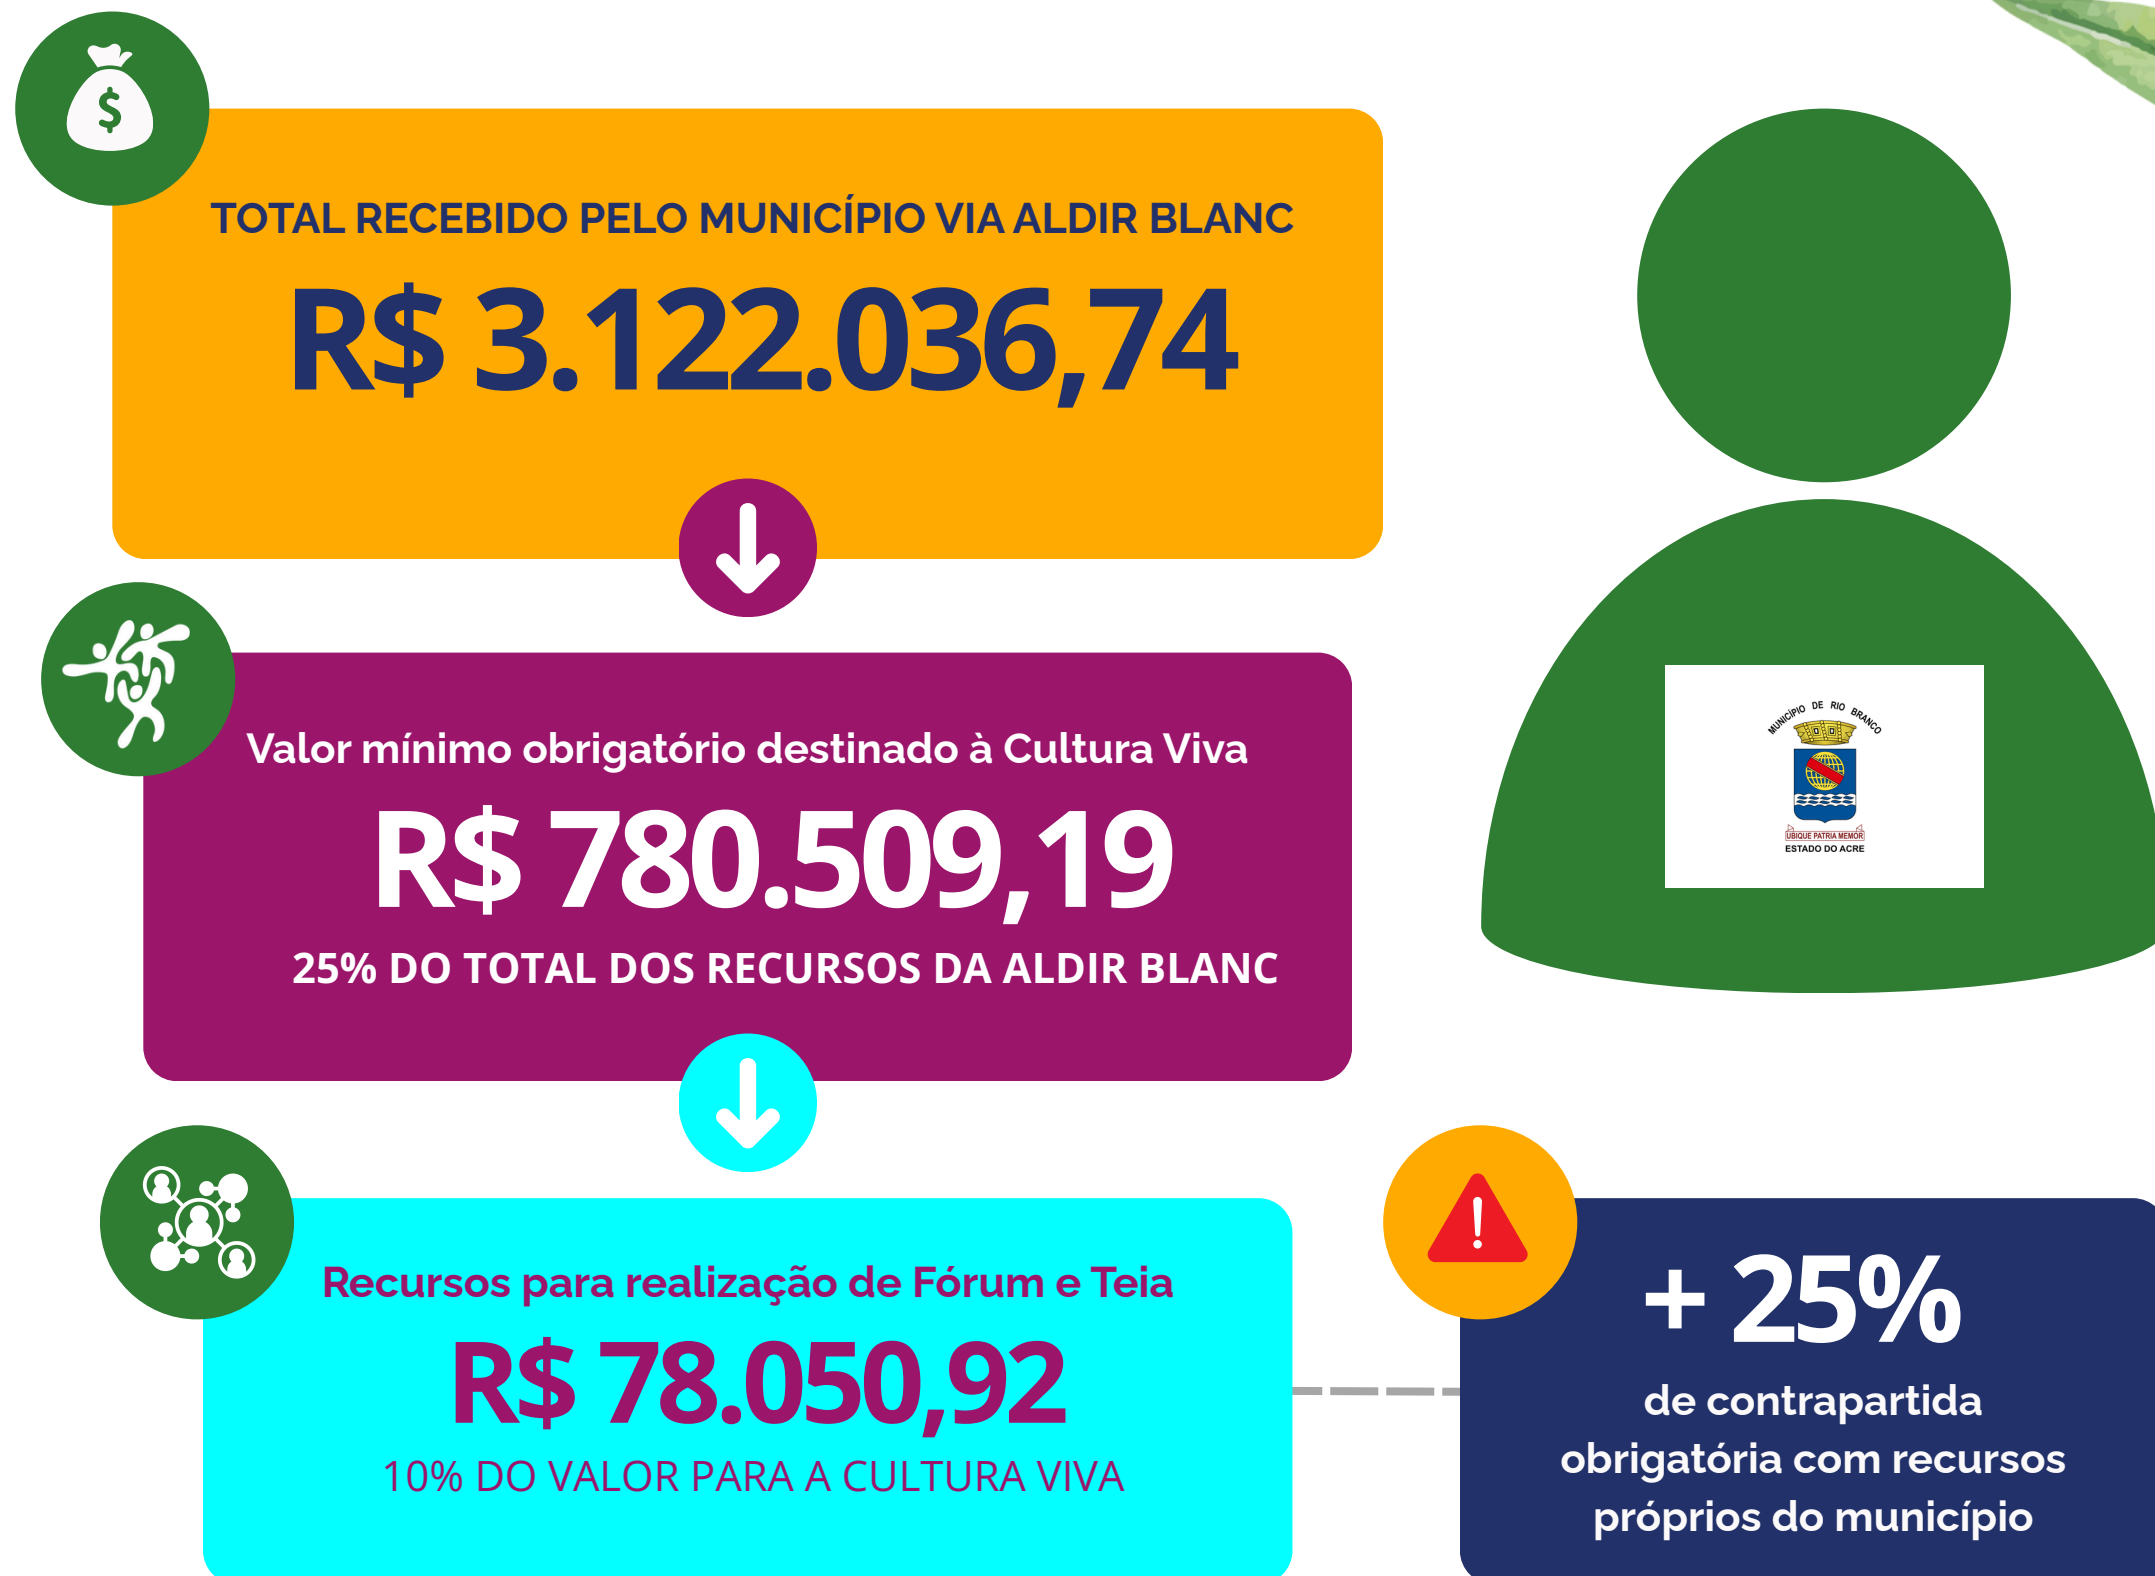 TOTAL RECEBIDO PELO MUNICÍPIO VIA ALDIR BLANC
R$ 3.122.036,74
Valor mínimo obrigatório destinado à Cultura Viva
R$ 780.509,19
25% DO TOTAL DOS RECURSOS DA ALDIR BLANC
MUNICÍPIO DE RIO BRANCO
UBIQUE PATRIA MEMOR
ESTADO DO ACRE
Recursos para realização de Fórum e Teia
R$ 78.050,92
10% DO VALOR PARA A CULTURA VIVA
+ 25%
de contrapartida
obrigatória com recursos
próprios do município